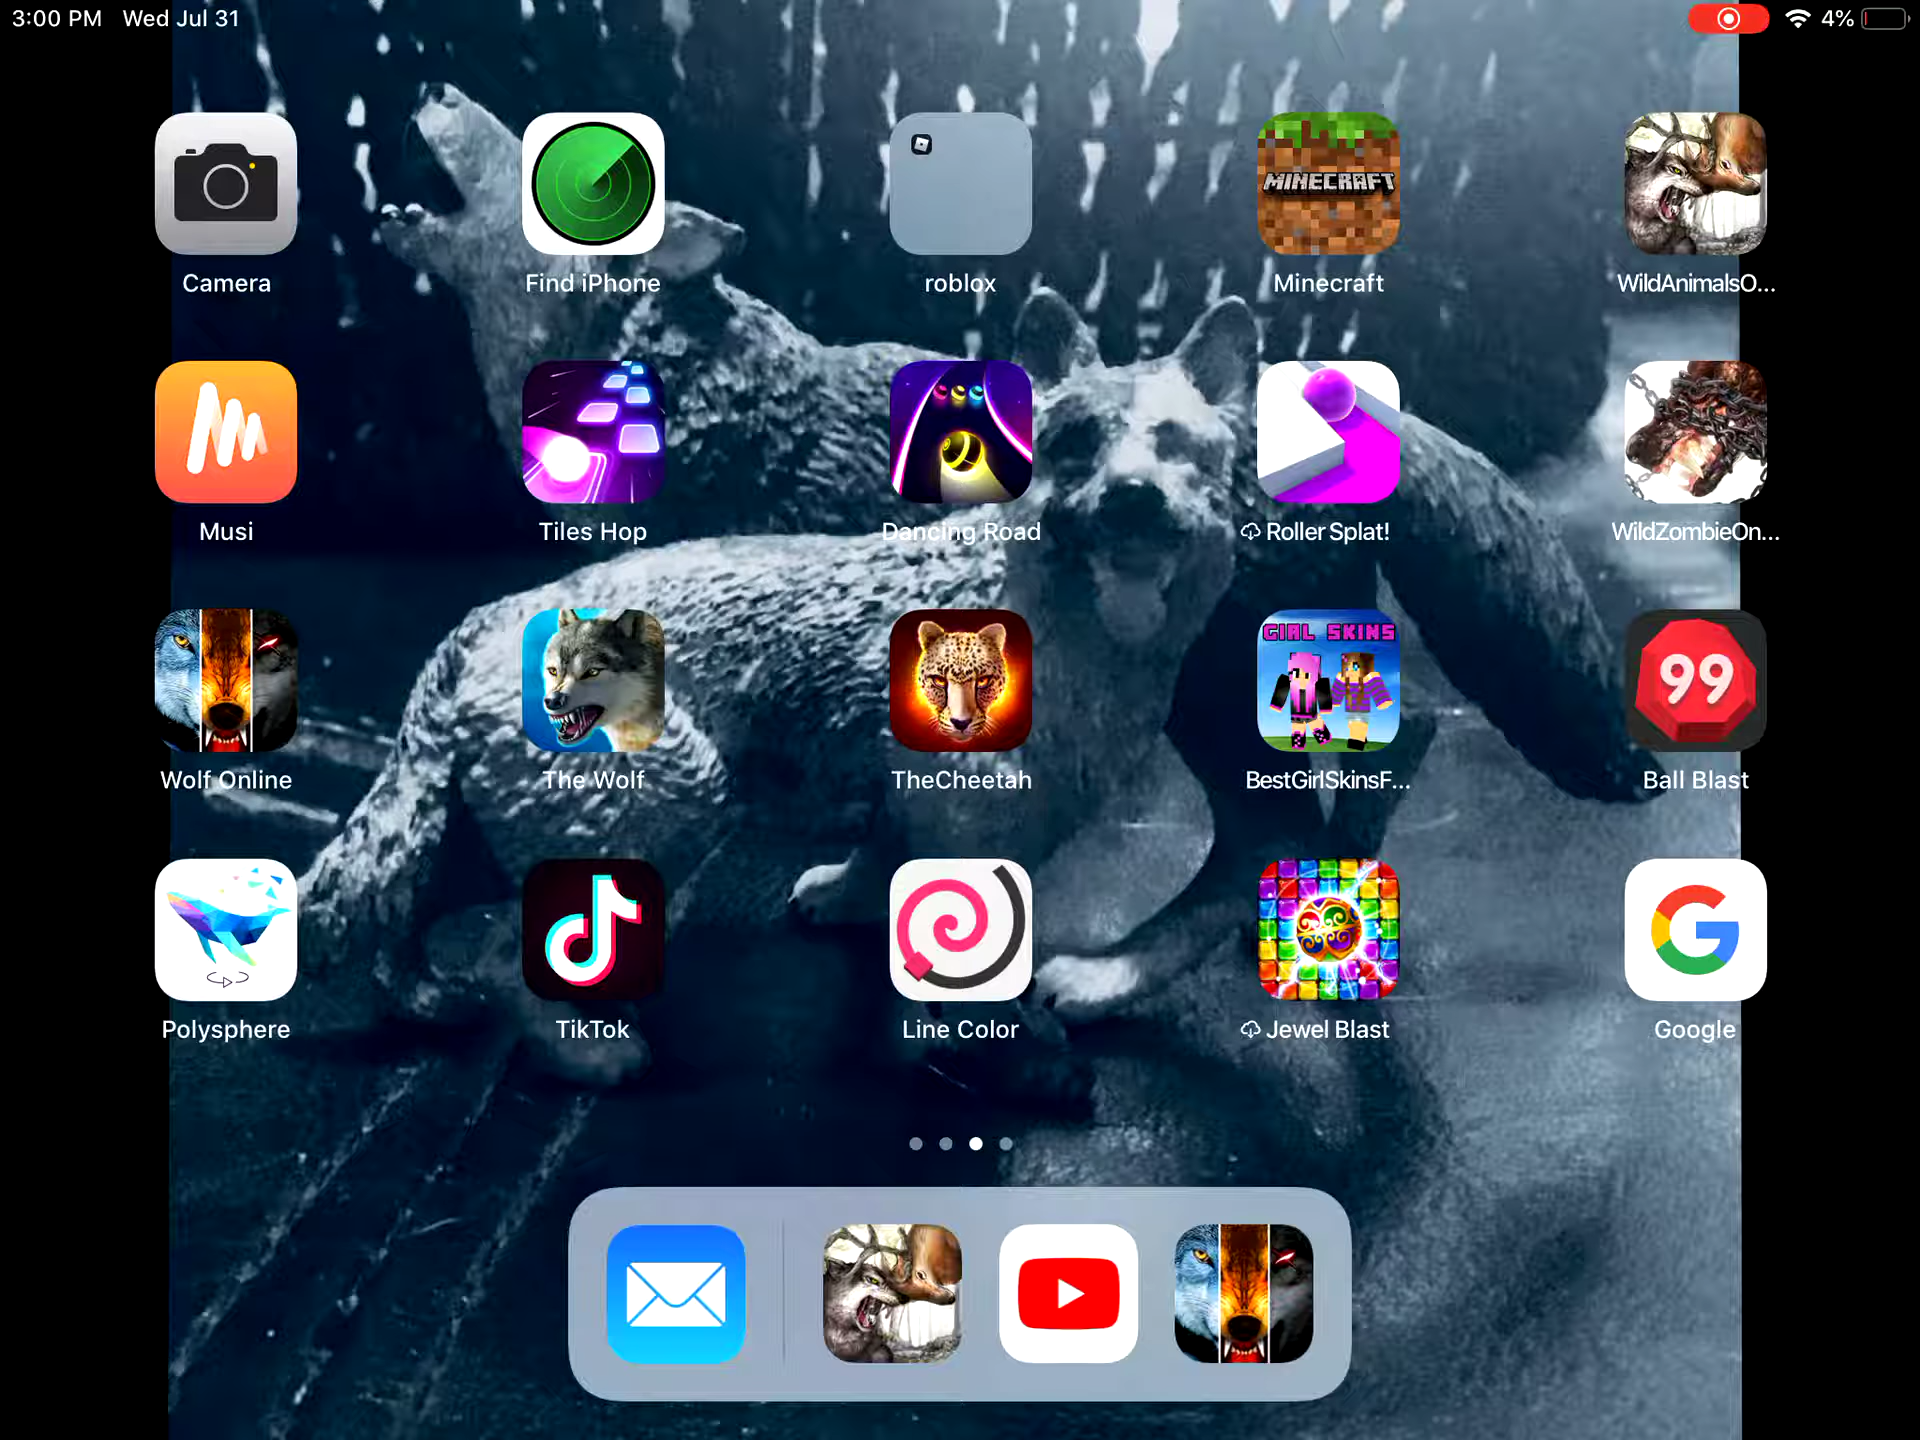 3:00 PM Wed Jul 31
4%
MINECRAFT
Camera
Find iPhone
roblox
Minecraft
WildAnimalsO...
Musi
Tiles Hop
Dancing Road
Roller Splat!
WildZombieOn...
GIRL SKINS
99
Wolf Online
The Wolf
TheCheetah
BestGirlSkinsF...
Ball Blast
G
Polysphere
TikTok
Line Color
Jewel Blast
Google